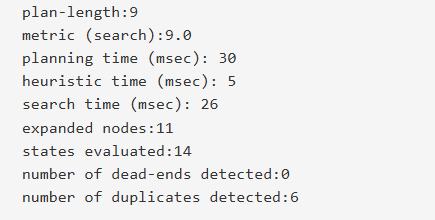 plan-length:9
metric (search):9.0
planning time (msec): 30
heuristic time (msec): 5
search time (msec): 26
expanded nodes:11
states evaluated:14
number of dead-ends detected:0
number of duplicates detected:6